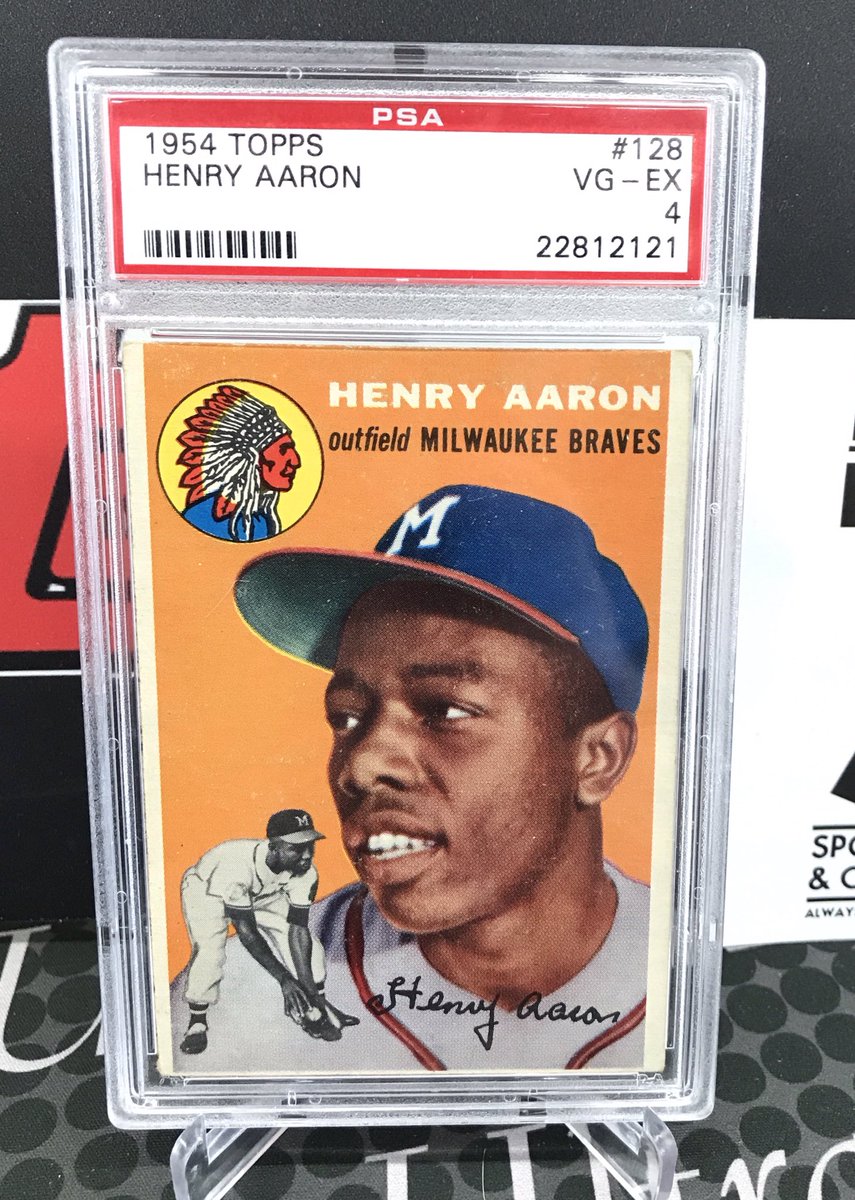 PSA
1954 TOPPS #128
HENRY AARON VG-EX
4
22812121
HENRY AARON
outfield MILWAUKEE BRAVES
M
M
Henry Aaron
SPO
& C
ALWAY